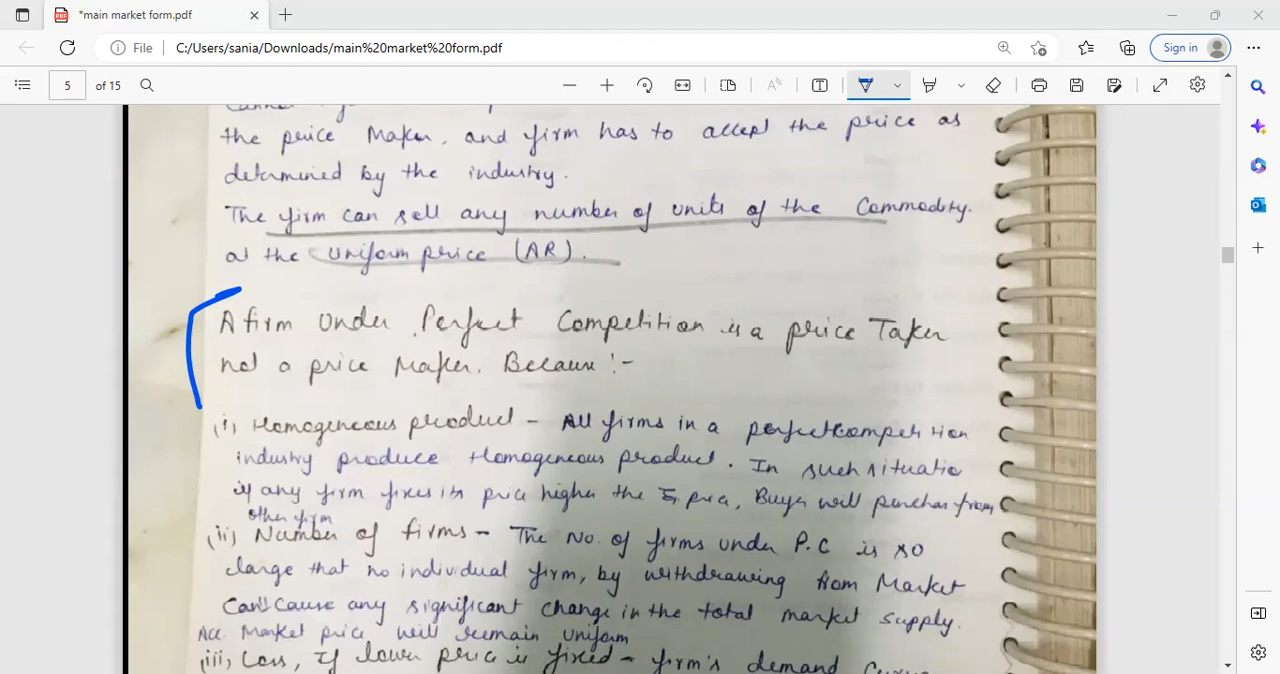 *main market form.pdf
File C:/Users/sania/Downloads/main%20market%20form.pdf
Sign in
5 of 15
the price Maker, and firm has to accept the price as
determined by the industry.
The firm can sell any number of units of the Commodity.
at the uniform price (AR).
A firm Under Perfect Competition is a price Taker
not a price Maker. Because :-
(i) Homogeneous product - All firms in a perfect competition
industry produce Homogeneous product. In such situatio
if any firm fixes its price higher the price, Buyer will purchase from
other firm
(ii) Number of firms - The No. of firms under P.C is so
large that no individual firm, by withdrawing from Market
Can't Cause any significant change in the total market supply.
Acc. Market price will remain Uniform
(iii) Loss, If lower price is fixed - firm's demand Curve